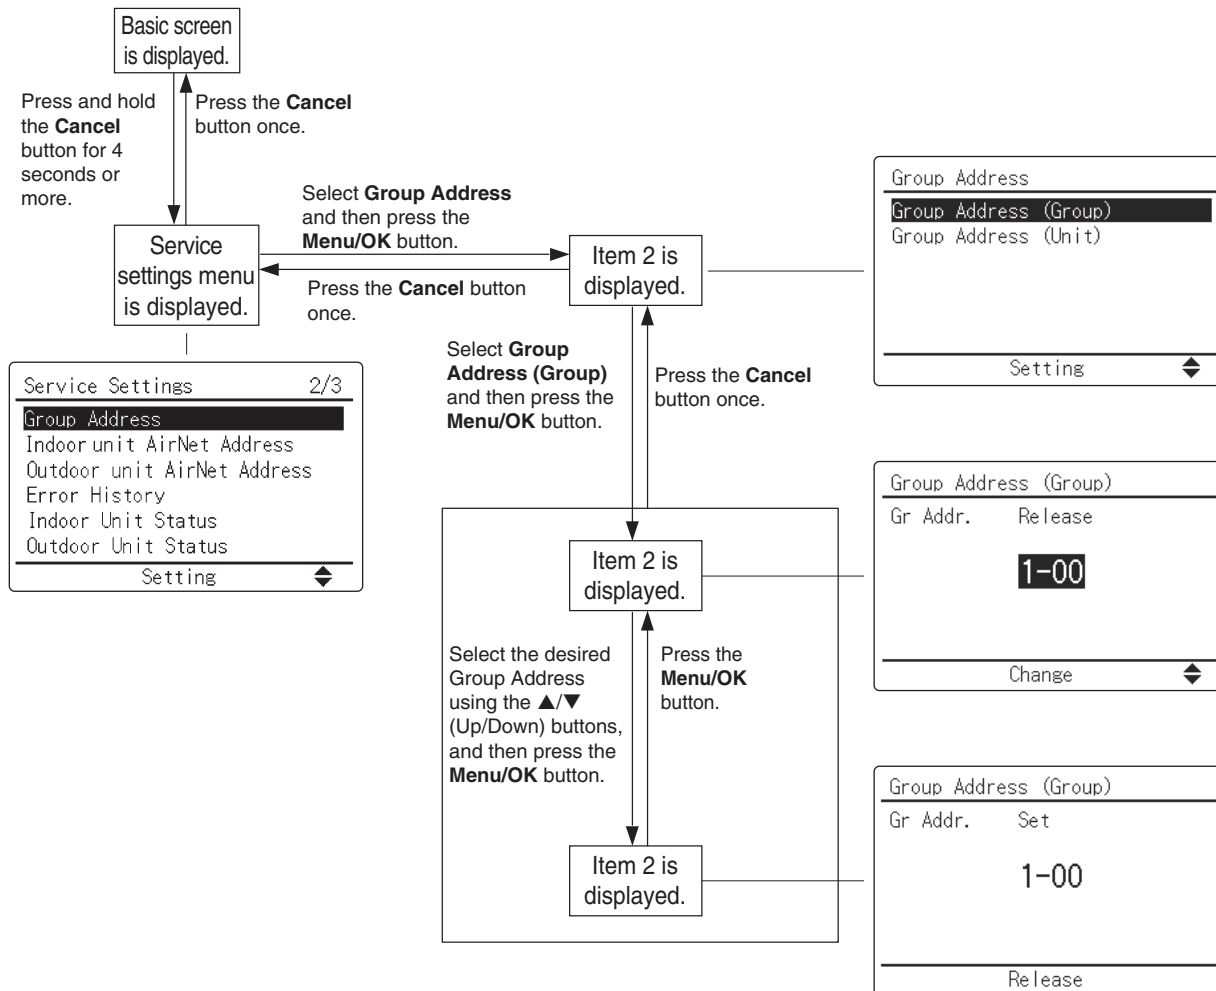 Basic screen
is displayed.
Press and hold
the Cancel
button for 4
seconds or
more.
Press the Cancel
button once.
Select Group Address
and then press the
Menu/OK button.
Service
settings menu
is displayed.
Press the Cancel button
once.
Item 2 is
displayed.
Group Address
Group Address (Group)
Group Address (Unit)
Setting
Service Settings 2/3
Group Address
Indoor unit AirNet Address
Outdoor unit AirNet Address
Error History
Indoor Unit Status
Outdoor Unit Status
Setting
Select Group
Address (Group)
and then press the
Menu/OK button.
Press the Cancel
button once.
Item 2 is
displayed.
Group Address (Group)
Gr Addr. Release
1-00
Change
Select the desired
Group Address
using the ▲/▼
(Up/Down) buttons,
and then press the
Menu/OK button.
Press the
Menu/OK
button.
Item 2 is
displayed.
Group Address (Group)
Gr Addr. Set
1-00
Release